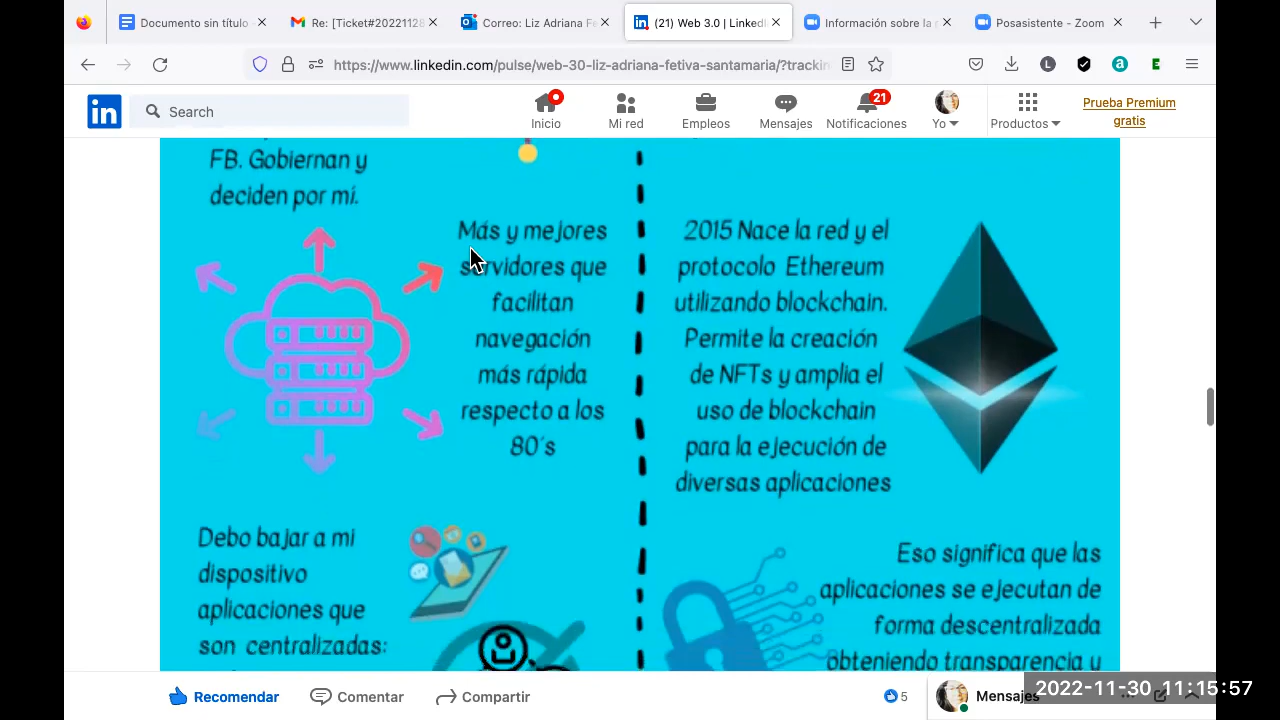 Documento sin título
Re: [Ticket#20221128
Correo: Liz Adriana Fe
(21) Web 3.0 | LinkedI
Información sobre la
Posasistente - Zoom
https://www.linkedin.com/pulse/web-30-liz-adriana-fetiva-santamaria/?trackin
in
Search
Inicio
Mi red
Empleos
Mensajes
21
Notificaciones
Yo
Productos
Prueba Premium
gratis
FB. Gobiernan y
deciden por mí.
Más y mejores
servidores que
facilitan
navegación
más rápida
respecto a los
80´s
2015 Nace la red y el
protocolo Ethereum
utilizando blockchain.
Permite la creación
de NFTs y amplia el
uso de blockchain
para la ejecución de
diversas aplicaciones
Debo bajar a mi
dispositivo
aplicaciones que
son centralizadas:
Eso significa que las
aplicaciones se ejecutan de
forma descentralizada
obteniendo transparencia y
Recomendar
Comentar
Compartir
5
Mensajes
2022-11-30 11:15:57